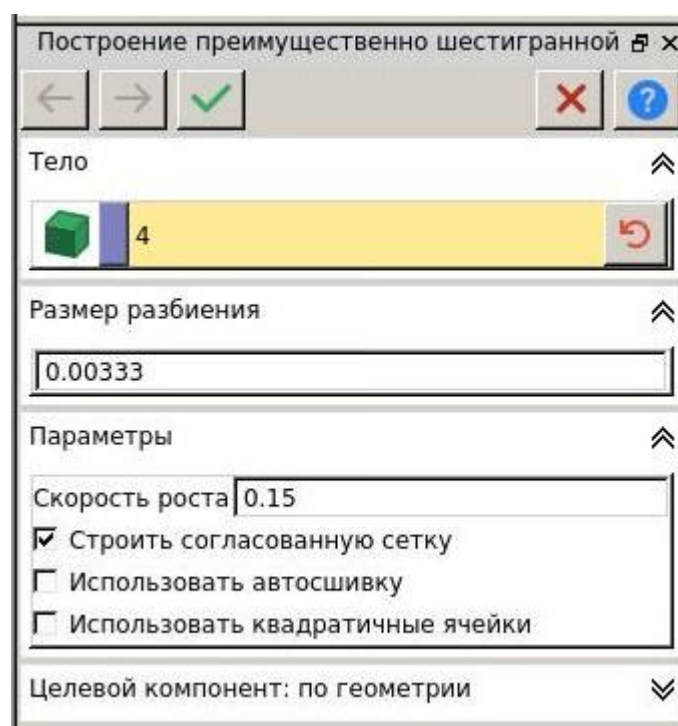 Построение преимущественно шестигранной
?
Тело
4
Размер разбиения
0.00333
Параметры
Скорость роста 0.15
Строить согласованную сетку
Использовать автосшивку
Использовать квадратичные ячейки
Целевой компонент: по геометрии